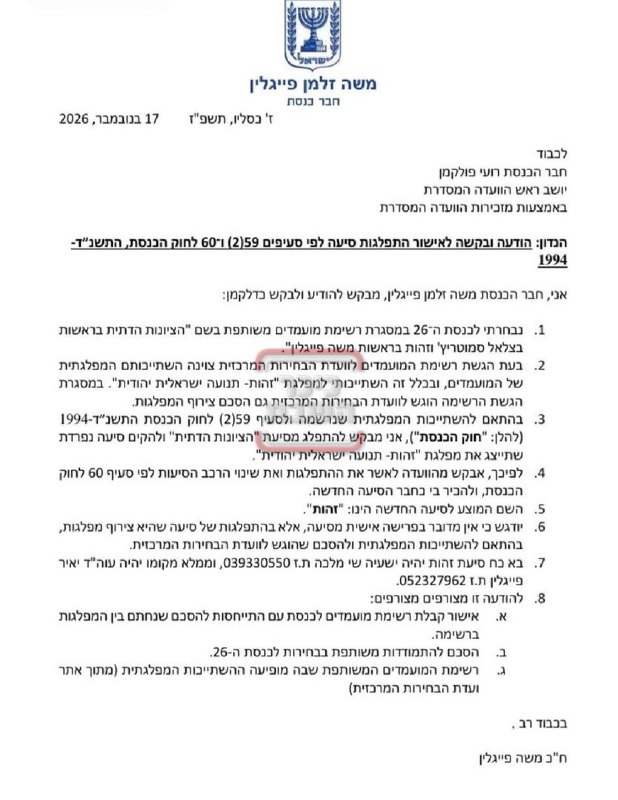 ישראל
משה זלמן פייגלין
חבר כנסת
ז' כסליו, תשפ"ז 17 בנובמבר, 2026
לכבוד
חבר הכנסת רועי פולקמן
יושב ראש הוועדה המסדרת
באמצעות מזכירות הוועדה המסדרת
הנדון: הודעה ובקשה לאישור התפלגות סיעה לפי סעיפים 59(2) ו־60 לחוק הכנסת, התשנ"ד-
1994
אני, חבר הכנסת משה זלמן פייגלין, מבקש להודיע ולבקש כדלקמן:
1. נבחרתי לכנסת ה־26 במסגרת רשימת מועמדים משותפת בשם "הציונות הדתית בראשות
בצלאל סמוטריץ' וזהות בראשות משה פייגלין".
2. בעת הגשת רשימת המועמדים לוועדת הבחירות המרכזית צוינה השתייכותם המפלגתית
של המועמדים, ובכלל זה השתייכותי למפלגת "זהות- תנועה ישראלית יהודית". במסגרת
הגשת הרשימה הוגש לוועדת הבחירות המרכזית גם הסכם צירוף המפלגות.
3. בהתאם להשתייכות המפלגתית שנרשמה ולסעיף 59(2) לחוק הכנסת התשנ"ד-1994
(להלן: "חוק הכנסת"), אני מבקש להתפלג מסיעת "הציונות הדתית" ולהקים סיעה נפרדת
שתייצג את מפלגת "זהות- תנועה ישראלית יהודית".
4. לפיכך, אבקש מהוועדה לאשר את ההתפלגות ואת שינוי הרכב הסיעות לפי סעיף 60 לחוק
הכנסת, ולהכיר בי כחבר הסיעה החדשה.
5. השם המוצע לסיעה החדשה הינו: "זהות".
6. יודגש כי אין מדובר בפרישה אישית מסיעה, אלא בהתפלגות של סיעה שהיא צירוף מפלגות,
בהתאם להשתייכות המפלגתית ולהסכם שהוגש לוועדת הבחירות המרכזית.
7. בא כח סיעת זהות יהיה ישעיה שי מלכה ת.ז 039330550, וממלא מקומו יהיה עוה"ד יאיר
פייגלין ת.ז 052327962.
8. להודעה זו מצורפים מצורפים:
א. אישור קבלת רשימת מועמדים לכנסת עם התייחסות להסכם שנחתם בין המפלגות
ברשימה.
ב. הסכם להתמודדות משותפת בבחירות לכנסת ה-26.
ג. רשימת המועמדים המשותפת שבה מופיעה ההשתייכות המפלגתית (מתוך אתר
ועדת הבחירות המרכזית)
בכבוד רב ,
ח"כ משה פייגלין